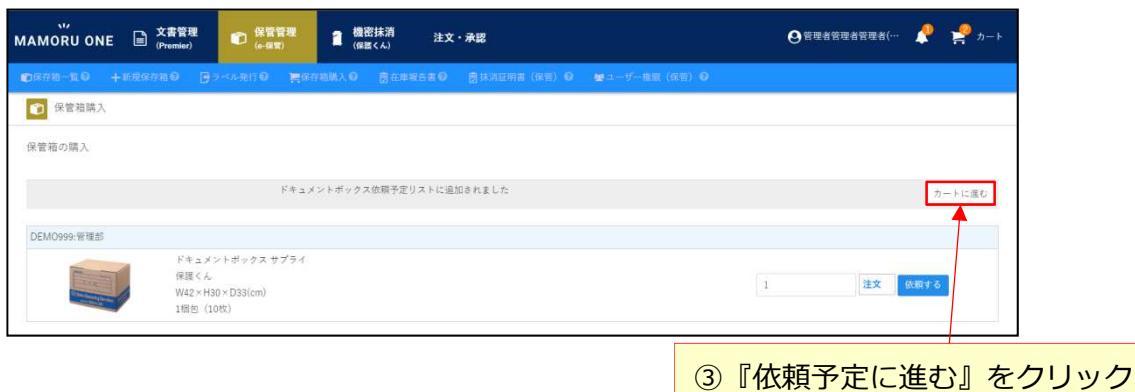 MAMORU ONE 文書管理 (Premier) 保管管理 (e-保管) 機密抹消 (保護くん) 注文・承認 管理者管理者管理者(… カート
保存箱一覧 新規保存箱 ラベル発行 保存箱購入 在庫報告書 抹消証明書（保管） ユーザー権限（保管）
保管箱購入
保管箱の購入
ドキュメントボックス依頼予定リストに追加されました カートに進む
DEMO999:管理部
ドキュメントボックス サプライ
保護くん
W42×H30×D33(cm)
1梱包（10枚）
1 注文 依頼する
③『依頼予定に進む』をクリック